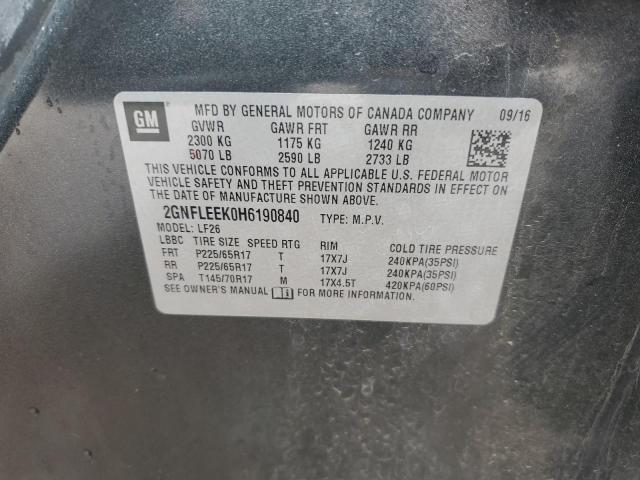 GM
MFD BY GENERAL MOTORS OF CANADA COMPANY 09/16
GVWR GAWR FRT GAWR RR
2300 KG 1175 KG 1240 KG
5070 LB 2590 LB 2733 LB
THIS VEHICLE CONFORMS TO ALL APPLICABLE U.S. FEDERAL MOTOR
VEHICLE SAFETY AND THEFT PREVENTION STANDARDS IN EFFECT ON
THE DATE OF MANUFACTURE SHOWN ABOVE.
2GNFLEEK0H6190840 TYPE: M.P.V.
MODEL: LF26
LBBC TIRE SIZE SPEED RTG RIM COLD TIRE PRESSURE
FRT P225/65R17 T 17X7J 240KPA(35PSI)
RR P225/65R17 T 17X7J 240KPA(35PSI)
SPA T145/70R17 M 17X4.5T 420KPA(60PSI)
SEE OWNER'S MANUAL FOR MORE INFORMATION.